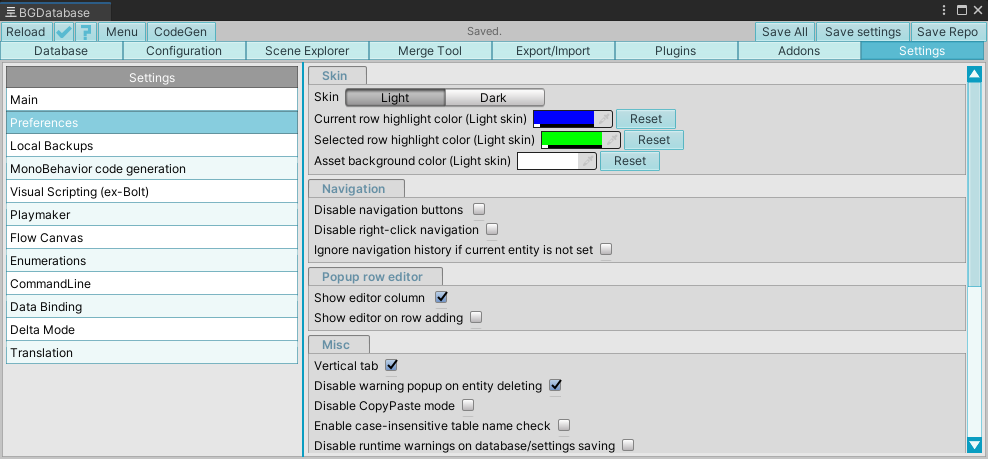 BGDatabase
Reload ? Menu CodeGen Saved. Save All Save settings Save Repo
Database Configuration Scene Explorer Merge Tool Export/Import Plugins Addons Settings
Settings
Main
Preferences
Local Backups
MonoBehavior code generation
Visual Scripting (ex-Bolt)
Playmaker
Flow Canvas
Enumerations
CommandLine
Data Binding
Delta Mode
Translation
Skin
Skin Light Dark
Current row highlight color (Light skin) Reset
Selected row highlight color (Light skin) Reset
Asset background color (Light skin) Reset
Navigation
Disable navigation buttons
Disable right-click navigation
Ignore navigation history if current entity is not set
Popup row editor
Show editor column
Show editor on row adding
Misc
Vertical tab
Disable warning popup on entity deleting
Disable CopyPaste mode
Enable case-insensitive table name check
Disable runtime warnings on database/settings saving